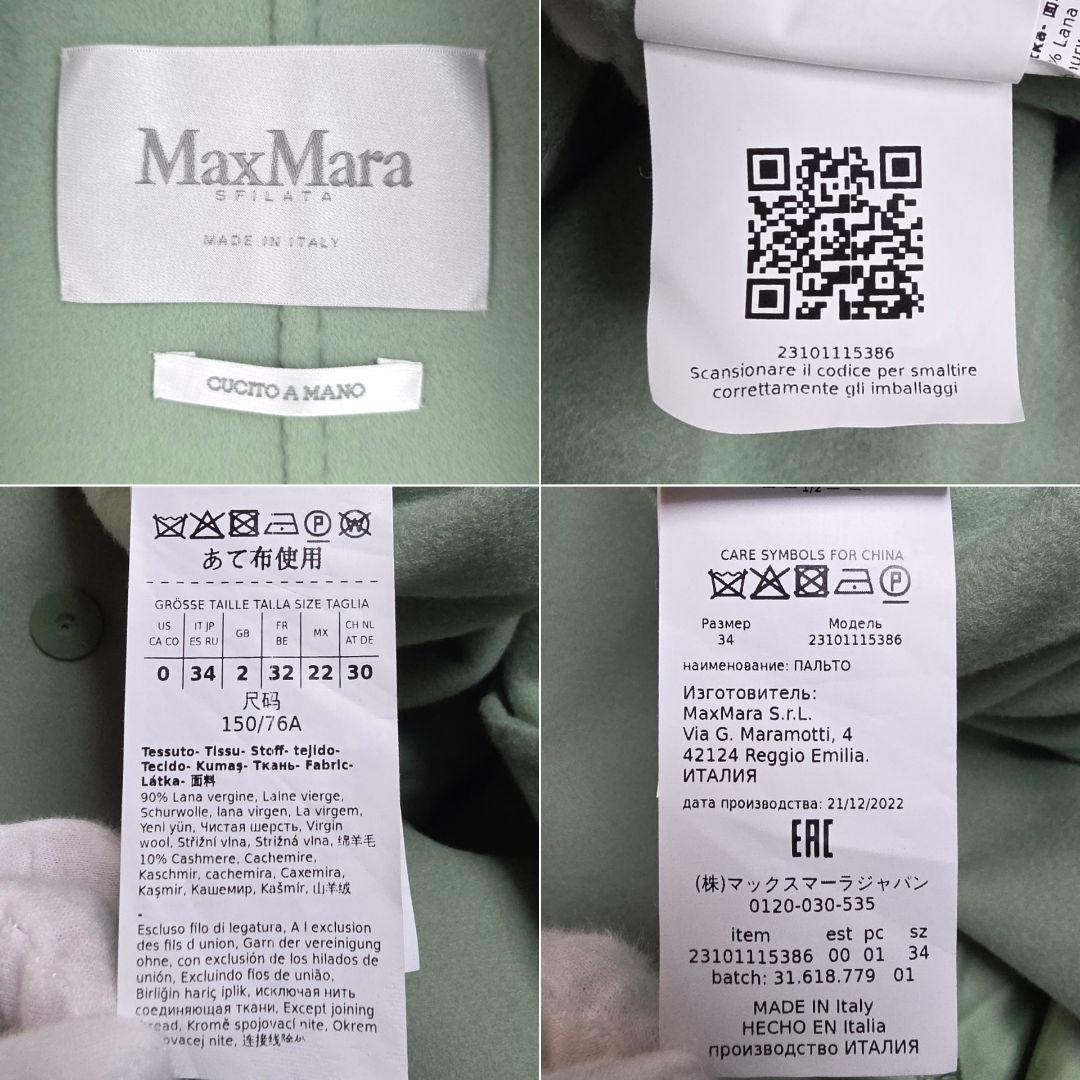 MaxMara
SFILATA
MADE IN ITALY
CUCITO A MANO
Lana
23101115386
Scansionare il codice per smaltire
correttamente gli imballaggi
あて布使用
GRÖSSE TAILLE TALLA SIZE TAGLIA
US CA CO
IT JP ES RU
GB
FR BE
MX
CH NL AT DE
0 34 2 32 22 30
尺码
150/76A
Tessuto- Tissu- Stoff- tejido-
Tecido- Kumaş- Ткань- Fabric-
Látka- 面料
90% Lana vergine, Laine vierge,
Schurwolle, lana virgen, La virgem,
Yeni yün, Чистая шерсть, Virgin
wool, Střižní vlna, Strižná vlna, 绵羊毛
10% Cashmere, Cachemire,
Kaschmir, cachemira, Caxemira,
Kaşmir, Кашемир, Kašmír, 山羊绒
-
Escluso filo di legatura, A l exclusion
des fils d union, Garn der vereinigung
ohne, con exclusión de los hilados de
unión, Excluindo fios de união,
Birliğin hariç iplik, исключая нить
соединяющая ткани, Except joining
Kromě spojovací nite, Okrem
nite, 连接线除外
1/2
CARE SYMBOLS FOR CHINA
Размер Модель
34 23101115386
наименование: ПАЛЬТО
Изготовитель:
MaxMara S.r.L.
Via G. Maramotti, 4
42124 Reggio Emilia.
ИТАЛИЯ
дата производства: 21/12/2022
EAC
(株)マックスマーラジャパン
0120-030-535
item est pc sz
23101115386 00 01 34
batch: 31.618.779 01
MADE IN Italy
HECHO EN Italia
производство ИТАЛИЯ